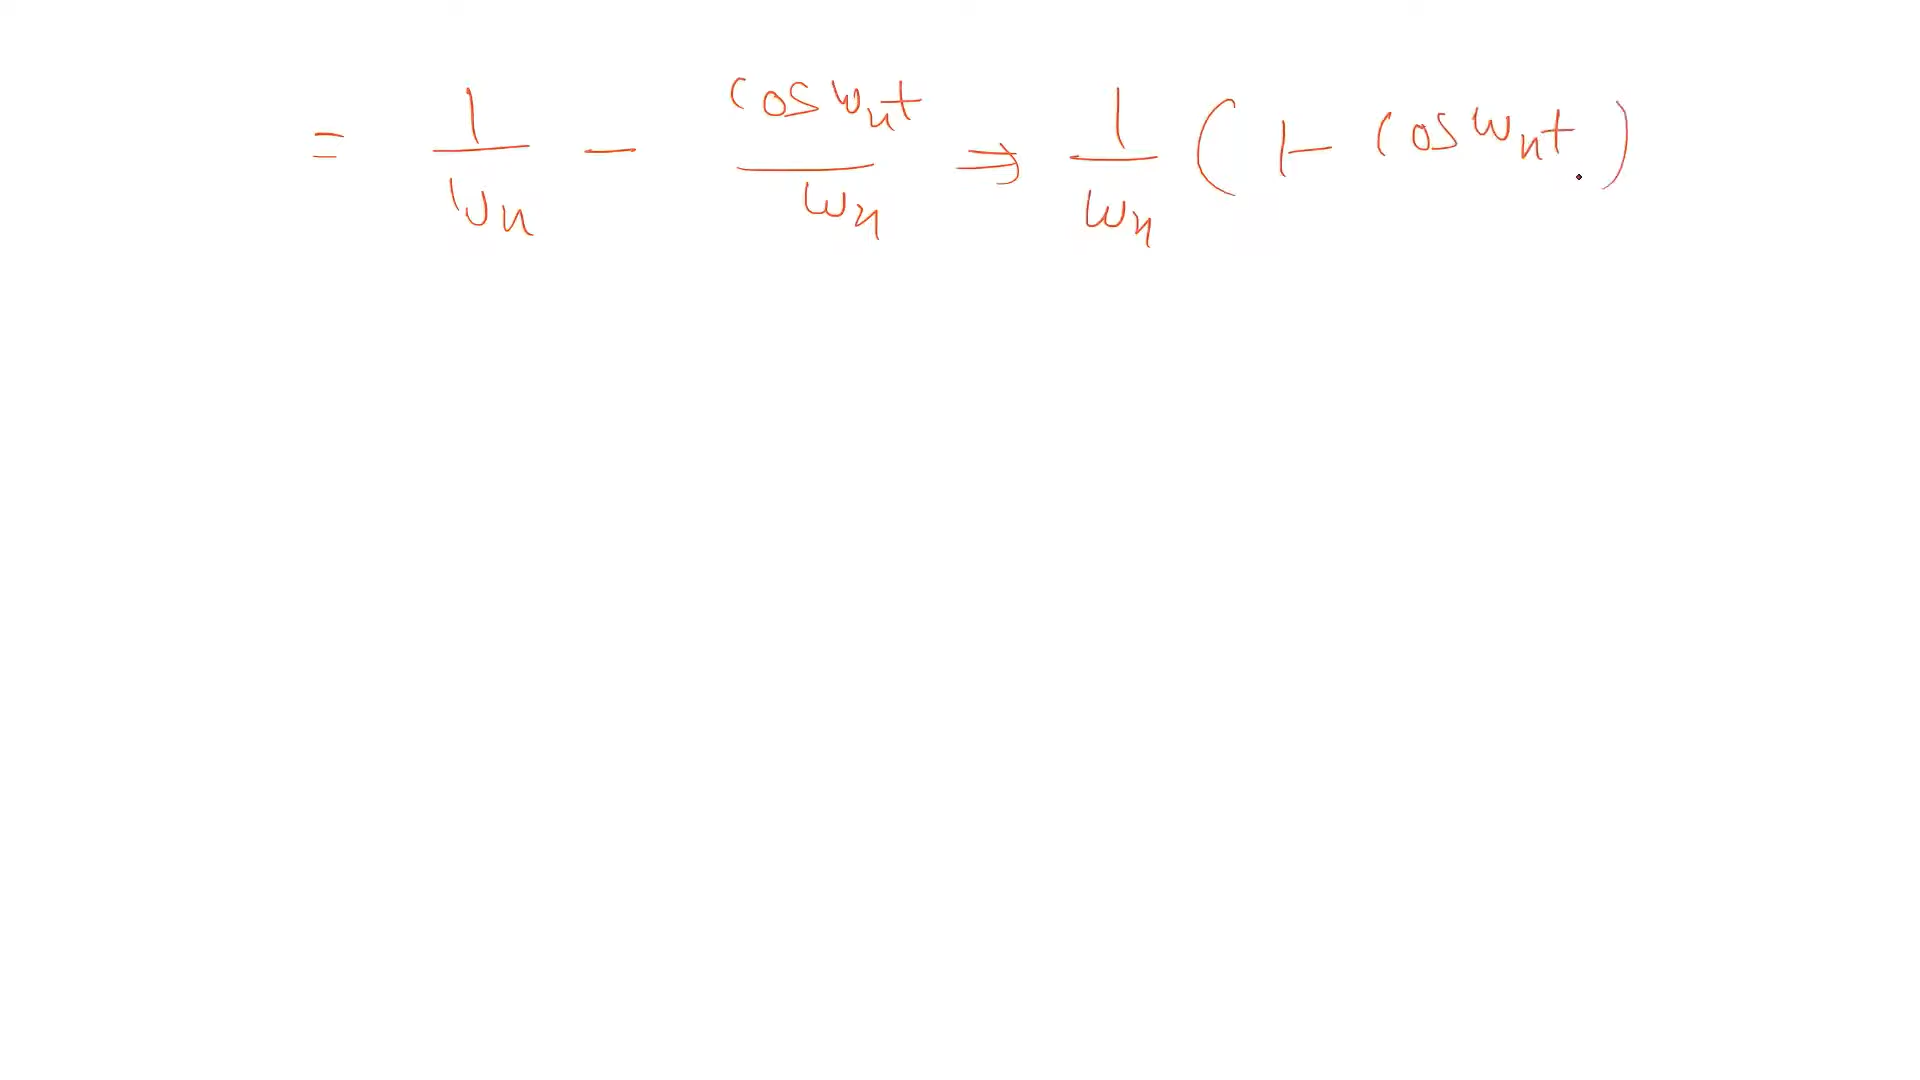 = 1/ωn − cos ωnt/ωn ⇒ 1/ωn (1 − cos ωnt)